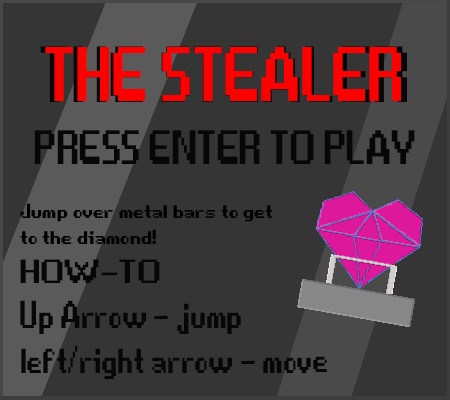 THE STEALER
PRESS ENTER TO PLAY
Jump over metal bars to get
to the diamond!
HOW-TO
Up Arrow - jump
left/right arrow - move